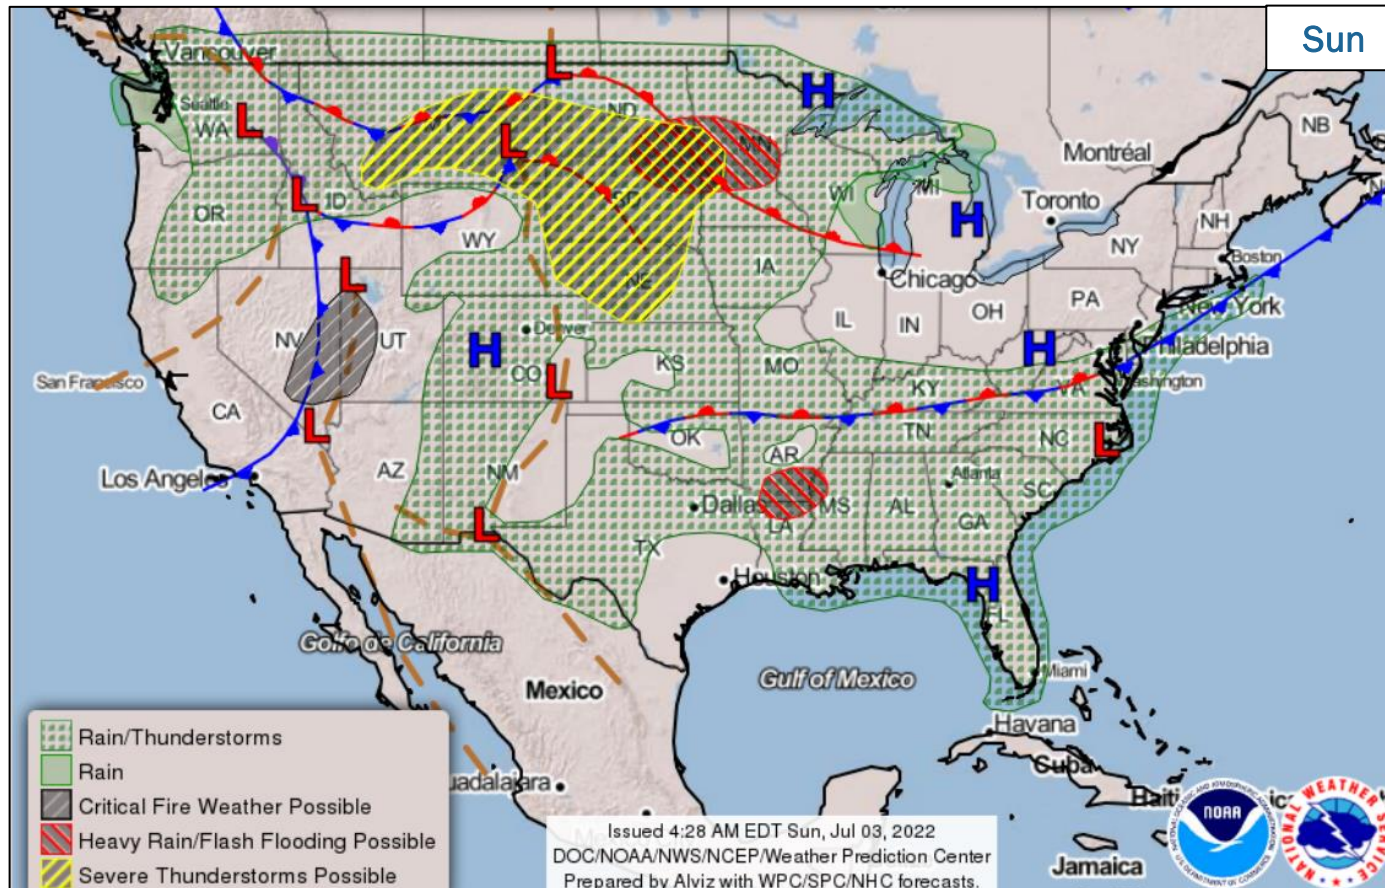 Sun
Vancouver
Seattle
WA
ND
MN
Montréal
NB
OR
ID
SD
WI
MI
Toronto
NH
WY
NY
Boston
IA
NE
Chicago
New York
NV
UT
Denver
IL
IN
OH
PA
Philadelphia
San Francisco
CO
KS
MO
KY
VA
Washington
CA
OK
TN
NC
Los Angeles
AZ
NM
AR
Atlanta
SC
Dallas
LA
MS
AL
GA
TX
Houston
FL
Golfo de California
Mexico
Gulf of Mexico
Miami
Havana
Cuba
uadalajara
Jamaica
L
L
L
L
L
L
L
L
L
H
H
H
H
H
Rain/Thunderstorms
Rain
Critical Fire Weather Possible
Heavy Rain/Flash Flooding Possible
Severe Thunderstorms Possible
Issued 4:28 AM EDT Sun, Jul 03, 2022
DOC/NOAA/NWS/NCEP/Weather Prediction Center
Prepared by Alviz with WPC/SPC/NHC forecasts.
NOAA
NATIONAL WEATHER SERVICE